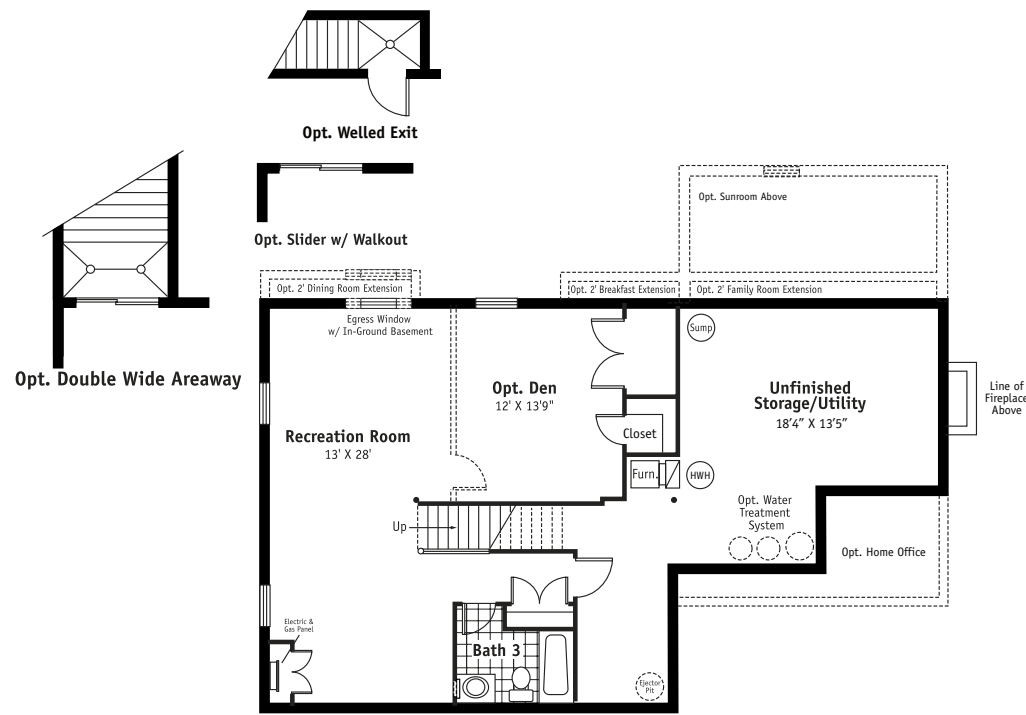 Opt. Welled Exit
Opt. Slider w/ Walkout
Opt. Double Wide Areaway
Opt. Sunroom Above
Opt. 2' Dining Room Extension
Opt. 2' Breakfast Extension
Opt. 2' Family Room Extension
Egress Window
w/ In-Ground Basement
Sump
Opt. Den
12' X 13'9"
Unfinished
Storage/Utility
18'4" X 13'5"
Line of
Fireplace
Above
Recreation Room
13' X 28'
Closet
Furn.
HWH
Up
Opt. Water
Treatment
System
Opt. Home Office
Electric &
Gas Panel
Bath 3
Ejector
Pit